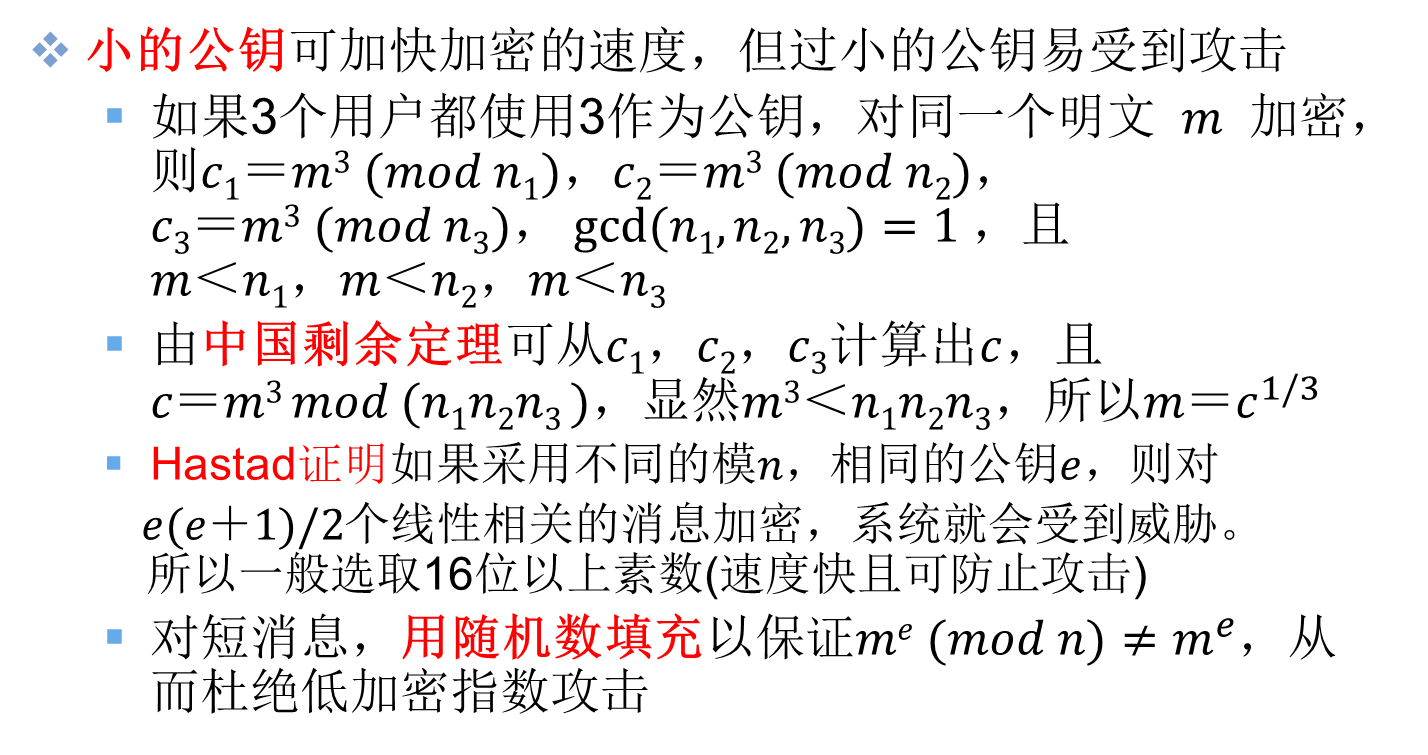 小的公钥可加快加密的速度，但过小的公钥易受到攻击
如果3个用户都使用3作为公钥，对同一个明文 m 加密，
则c₁＝m³ (mod n₁)，c₂＝m³ (mod n₂)，
c₃＝m³ (mod n₃)， gcd(n₁, n₂, n₃) = 1 ，且
m＜n₁，m＜n₂，m＜n₃
由中国剩余定理可从c₁，c₂，c₃计算出c，且
c＝m³ mod (n₁n₂n₃ )，显然m³＜n₁n₂n₃，所以m＝c^{1/3}
Hastad证明如果采用不同的模n，相同的公钥e，则对
e(e＋1)/2个线性相关的消息加密，系统就会受到威胁。
所以一般选取16位以上素数(速度快且可防止攻击)
对短消息，用随机数填充以保证mᵉ (mod n) ≠ mᵉ，从
而杜绝低加密指数攻击